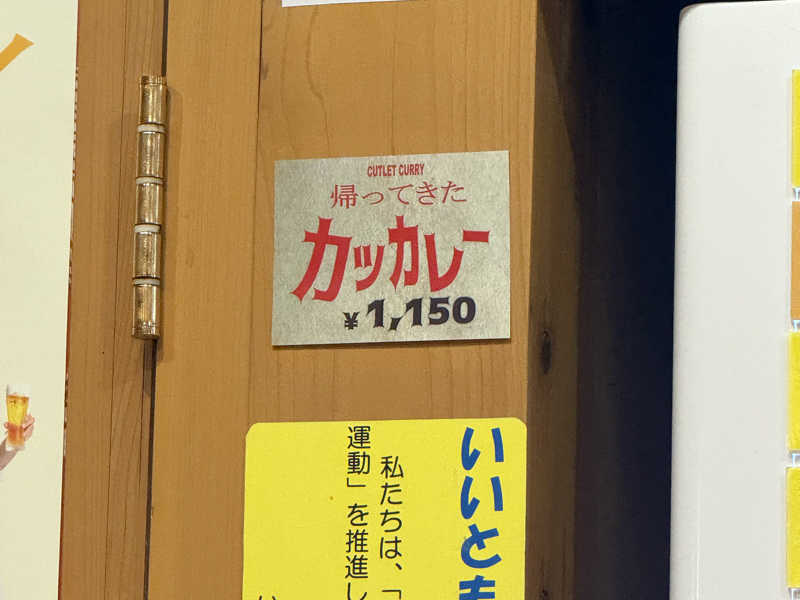 CUTLET CURRY
帰ってきた
カツカレー
¥1,150
いいとも
私たちは、「
運動」を推進し